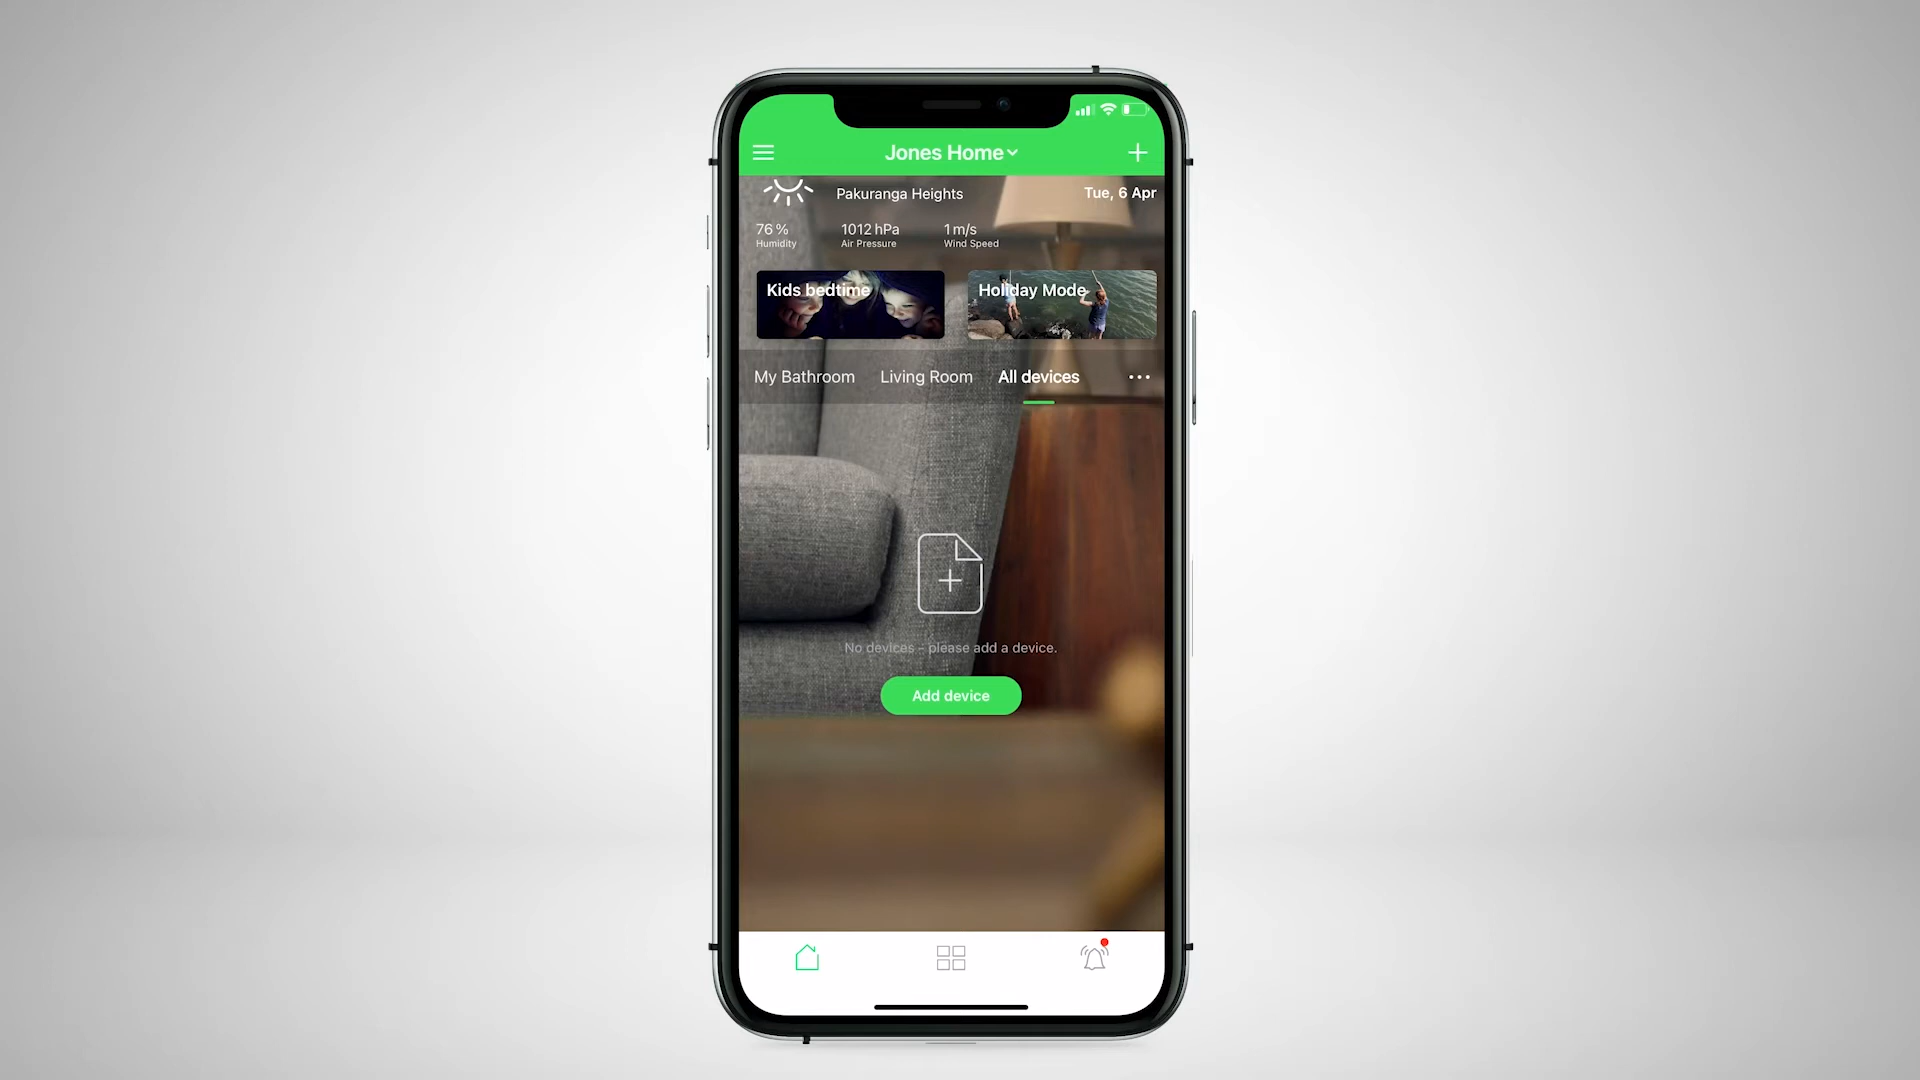 Jones Home
Pakuranga Heights
Tue, 6 Apr
76 %
1012 hPa
1 m/s
Humidity
Air Pressure
Wind Speed
Kids bedtime
Holiday Mode
My Bathroom
Living Room
All devices
No devices - please add a device.
Add device